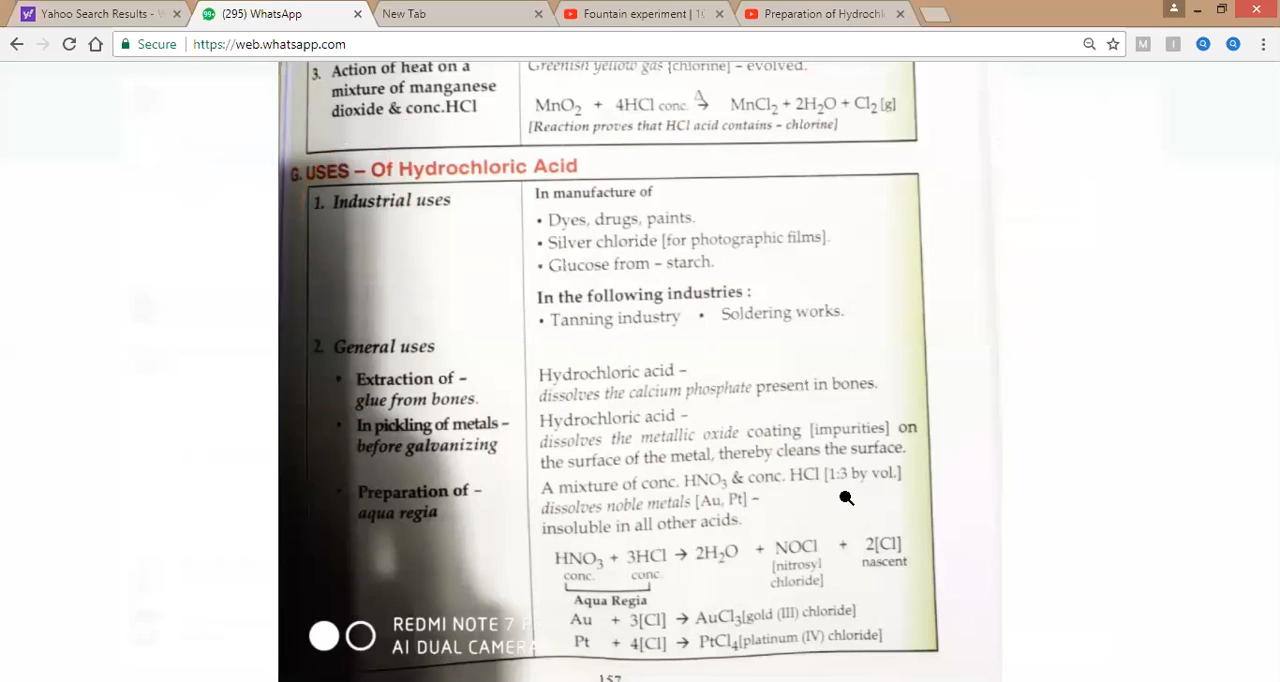 Yahoo Search Results -
(295) WhatsApp
New Tab
Fountain experiment |
Preparation of Hydrochl
Secure
https://web.whatsapp.com
3. Action of heat on a mixture of manganese dioxide & conc.HCl
Greenish yellow gas [chlorine] – evolved.
MnO₂ + 4HCl conc. →Δ MnCl₂ + 2H₂O + Cl₂ [g]
[Reaction proves that HCl acid contains – chlorine]
G. USES – Of Hydrochloric Acid
1. Industrial uses
In manufacture of
• Dyes, drugs, paints.
• Silver chloride [for photographic films].
• Glucose from – starch.
In the following industries :
• Tanning industry • Soldering works.
2. General uses
• Extraction of –
glue from bones.
Hydrochloric acid –
dissolves the calcium phosphate present in bones.
• In pickling of metals –
before galvanizing
Hydrochloric acid –
dissolves the metallic oxide coating [impurities] on
the surface of the metal, thereby cleans the surface.
• Preparation of –
aqua regia
A mixture of conc. HNO₃ & conc. HCl [1:3 by vol.]
dissolves noble metals [Au, Pt] –
insoluble in all other acids.
HNO₃ + 3HCl → 2H₂O + NOCl + 2[Cl]
conc. conc. [nitrosyl chloride] nascent
Aqua Regia
Au + 3[Cl] → AuCl₃[gold (III) chloride]
Pt + 4[Cl] → PtCl₄[platinum (IV) chloride]
REDMI NOTE 7
AI DUAL CAMERA
157